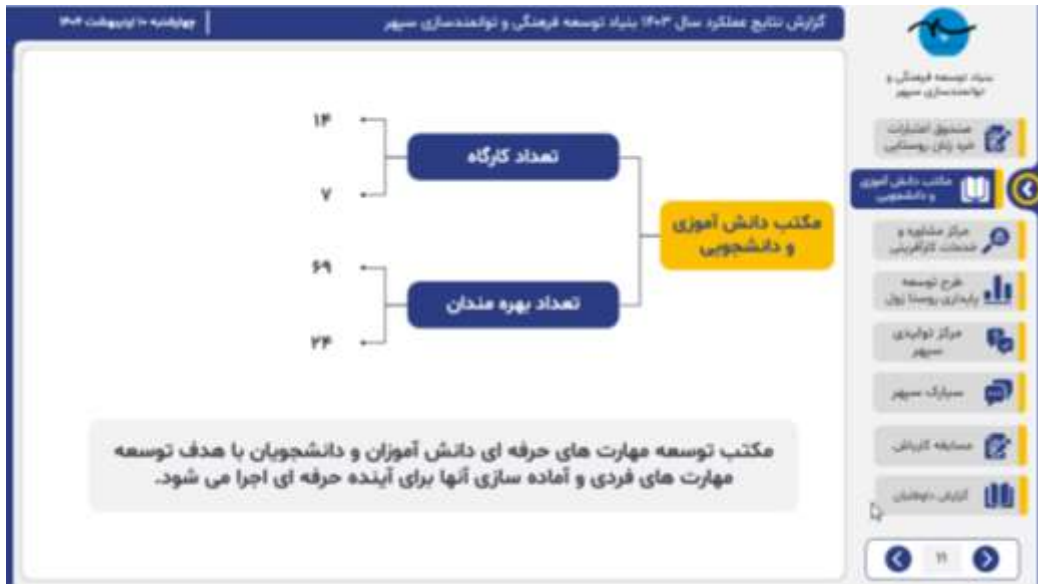 گزارش نتایج عملکرد سال ۱۴۰۳ بنیاد توسعه فرهنگی و توانمندسازی سپهر
چهارشنبه ۱۰ اردیبهشت ۱۴۰۴
بنیاد توسعه فرهنگی و
توانمندسازی سپهر
صندوق اعتبارات
خرد زنان روستایی
مکتب دانش آموزی
و دانشجویی
مرکز مشاوره و
خدمات کارآفرینی
طرح توسعه
پایداری روستا زول
مرکز تولیدی
سپهر
سپارک سپهر
مسابقه کارپاش
گزارش داوطلبان
۱۱
مکتب دانش آموزی
و دانشجویی
تعداد کارگاه
۱۴
۷
تعداد بهره مندان
۶۹
۲۴
مکتب توسعه مهارت های حرفه ای دانش آموزان و دانشجویان با هدف توسعه
مهارت های فردی و آماده سازی آنها برای آینده حرفه ای اجرا می شود.